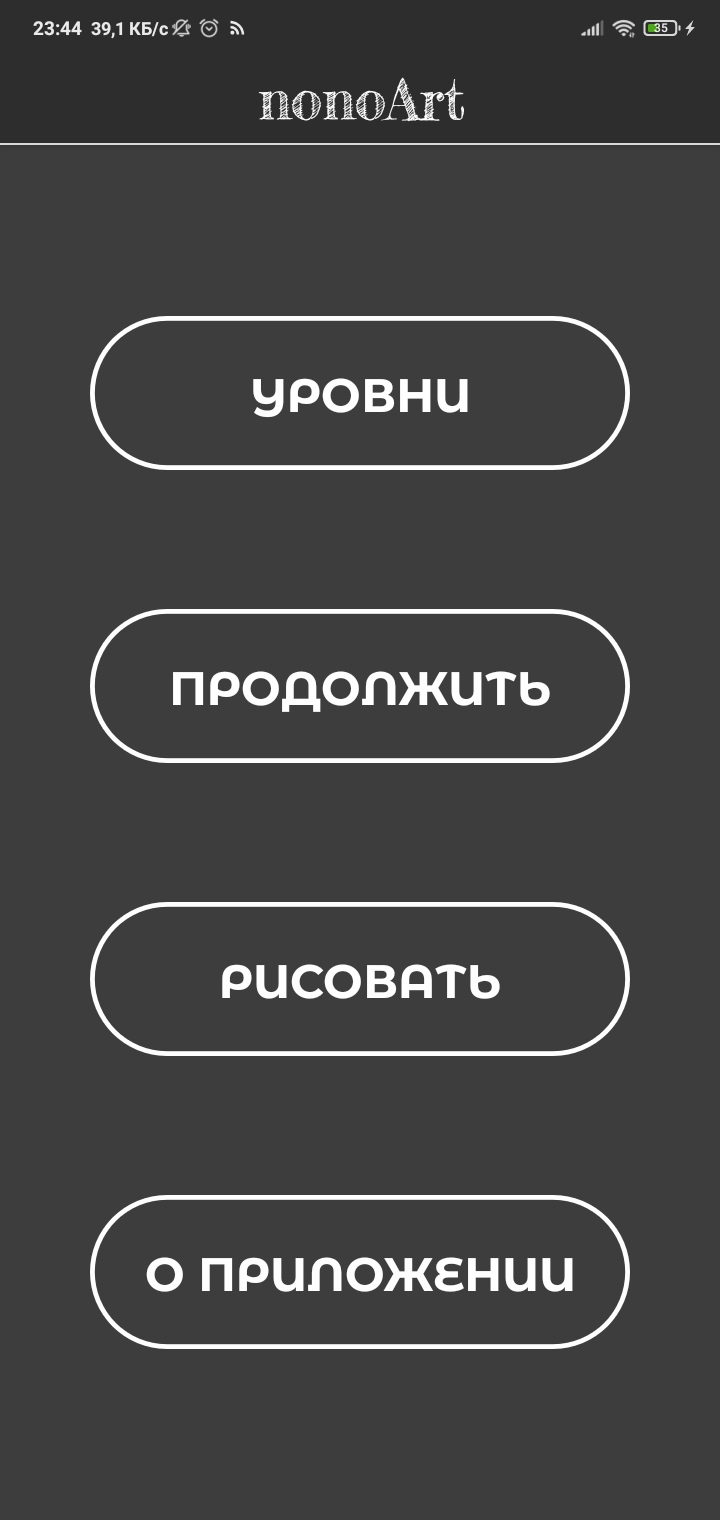 23:44 39,1 КБ/с 35
nonoArt
УРОВНИ
ПРОДОЛЖИТЬ
РИСОВАТЬ
О ПРИЛОЖЕНИИ